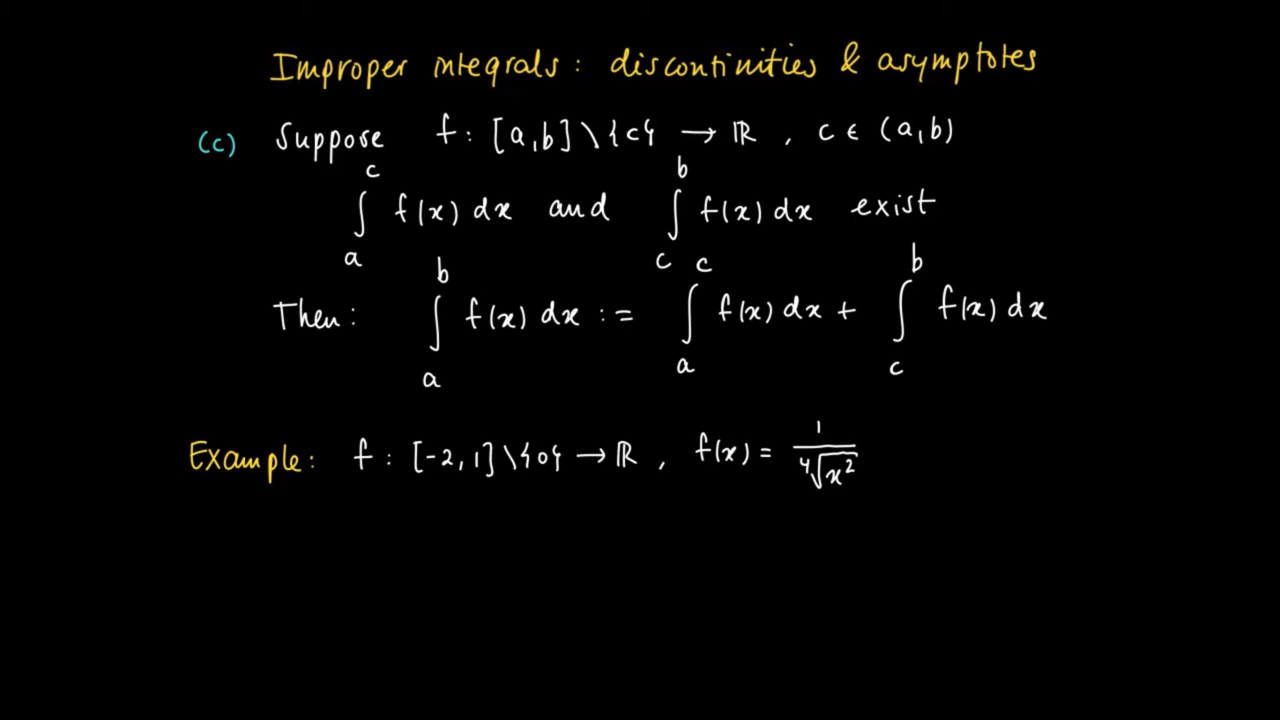 Improper integrals: discontinuities & asymptotes
(c) Suppose f: [a,b] \ {c} → ℝ, c ∈ (a,b)
∫_a^c f(x) dx and ∫_c^b f(x) dx exist
Then: ∫_a^b f(x) dx := ∫_a^c f(x) dx + ∫_c^b f(x) dx
Example: f: [-2,1] \ {0} → ℝ, f(x) = 1/∜(x²)